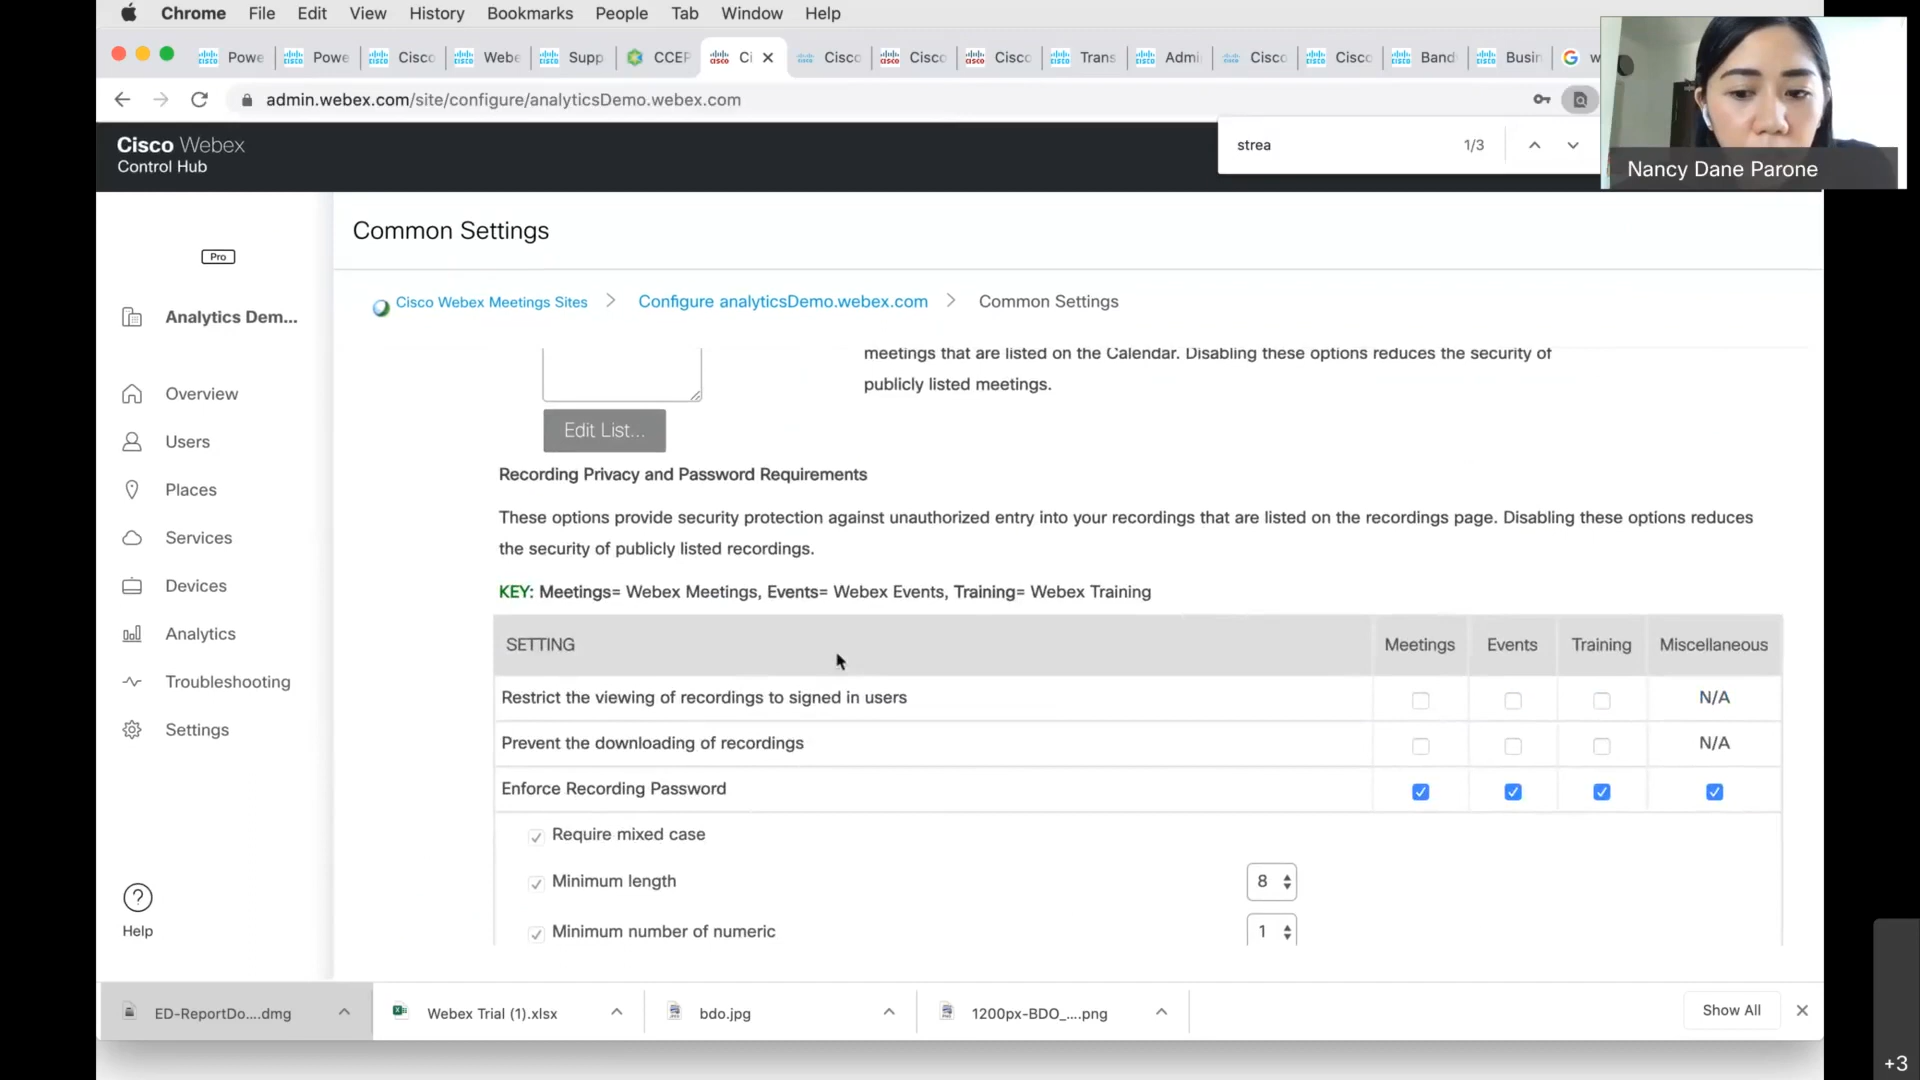 Chrome File Edit View History Bookmarks People Tab Window Help
Powe Powe Cisco Webe Supp CCEP Ci Cisco Cisco Cisco Trans Admi Cisco Cisco Band Busin w
admin.webex.com/site/configure/analyticsDemo.webex.com
Cisco Webex
Control Hub
strea 1/3
Nancy Dane Parone
Pro
Analytics Dem...
Overview
Users
Places
Services
Devices
Analytics
Troubleshooting
Settings
Help
Common Settings
Cisco Webex Meetings Sites > Configure analyticsDemo.webex.com > Common Settings
meetings that are listed on the Calendar. Disabling these options reduces the security of
publicly listed meetings.
Edit List...
Recording Privacy and Password Requirements
These options provide security protection against unauthorized entry into your recordings that are listed on the recordings page. Disabling these options reduces
the security of publicly listed recordings.
KEY: Meetings= Webex Meetings, Events= Webex Events, Training= Webex Training
SETTING Meetings Events Training Miscellaneous
Restrict the viewing of recordings to signed in users N/A
Prevent the downloading of recordings N/A
Enforce Recording Password
Require mixed case
Minimum length 8
Minimum number of numeric 1
ED-ReportDo....dmg Webex Trial (1).xlsx bdo.jpg 1200px-BDO_....png Show All
+3